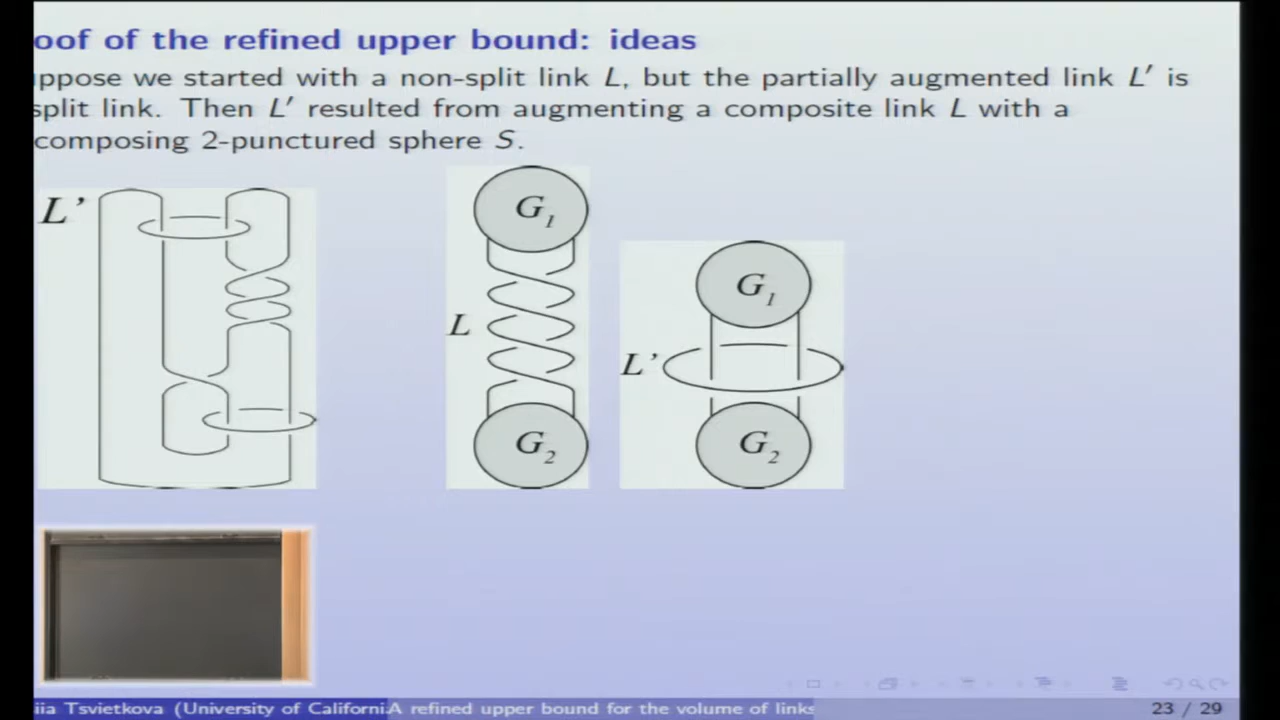 oof of the refined upper bound: ideas
ppose we started with a non-split link L, but the partially augmented link L′ is
split link. Then L′ resulted from augmenting a composite link L with a
composing 2-punctured sphere S.
L’
G1
L
G2
G1
L’
G2
iia Tsvietkova (University of Californi A refined upper bound for the volume of links 23 / 29